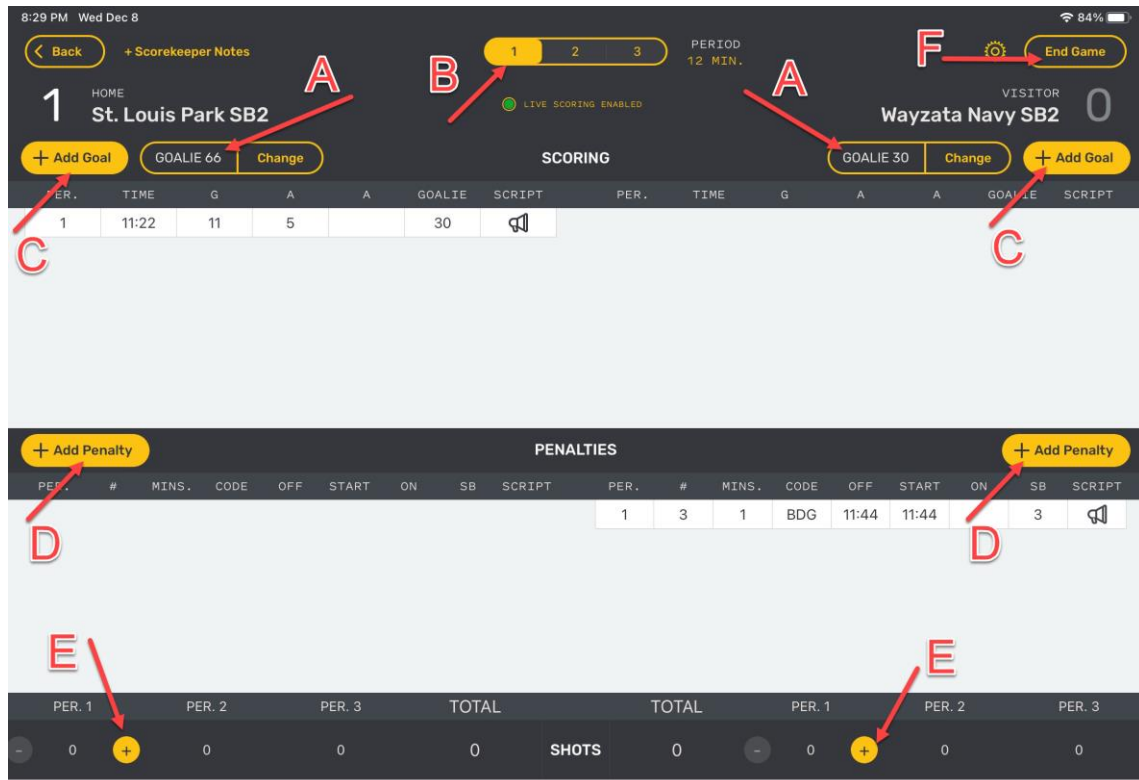 8:29 PM Wed Dec 8 84%
Back + Scorekeeper Notes 1 2 3 PERIOD 12 MIN. F End Game
A B A
1 HOME St. Louis Park SB2 LIVE SCORING ENABLED VISITOR Wayzata Navy SB2 0
+ Add Goal GOALIE 66 Change SCORING GOALIE 30 Change + Add Goal
PER. TIME G A A GOALIE SCRIPT PER. TIME G A A GOALIE SCRIPT
1 11:22 11 5 30
C C
+ Add Penalty PENALTIES + Add Penalty
PER. # MINS. CODE OFF START ON SB SCRIPT PER. # MINS. CODE OFF START ON SB SCRIPT
1 3 1 BDG 11:44 11:44 3
D D
E E
PER. 1 PER. 2 PER. 3 TOTAL TOTAL PER. 1 PER. 2 PER. 3
- 0 + 0 0 0 SHOTS 0 - 0 + 0 0